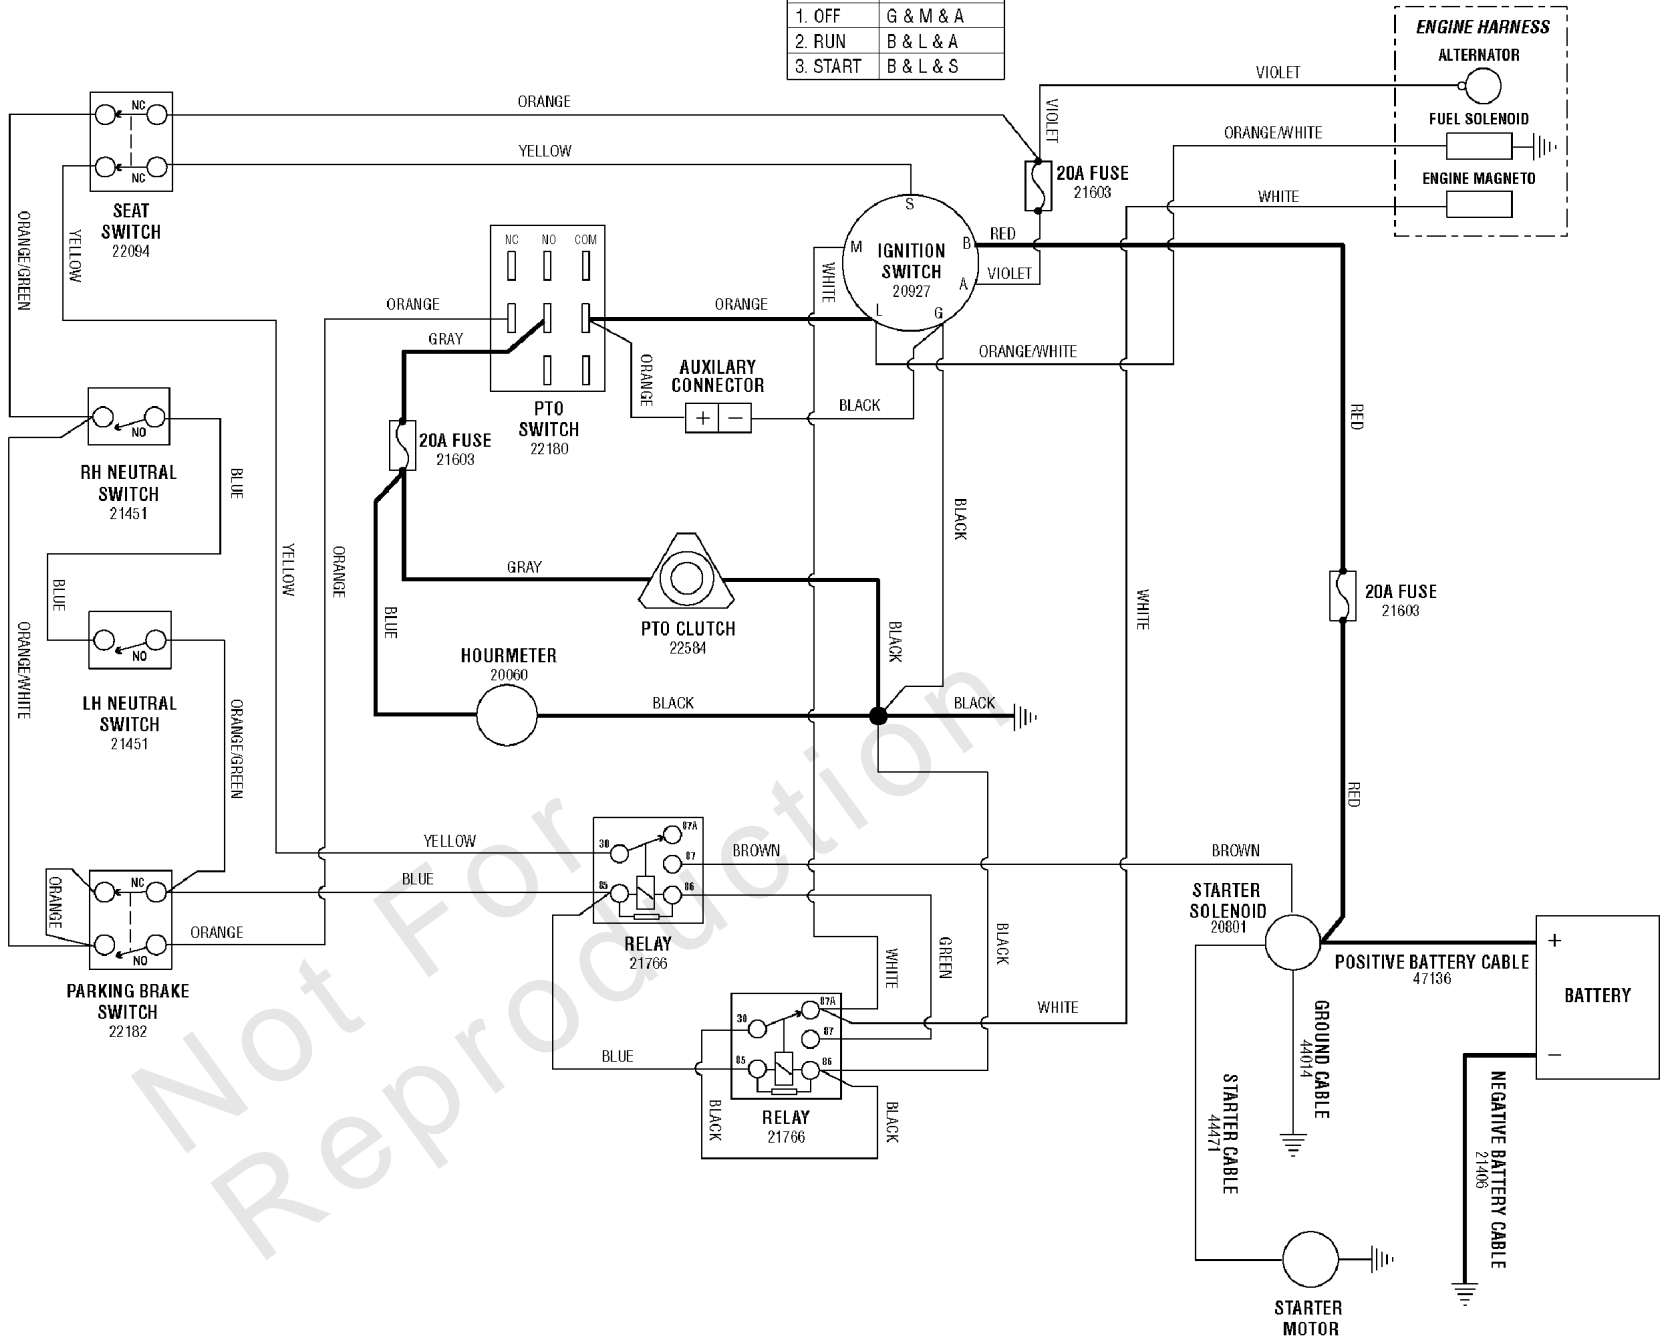 1. OFF G & M & A
2. RUN B & L & A
3. START B & L & S
ENGINE HARNESS
ALTERNATOR
VIOLET
FUEL SOLENOID
ORANGE/WHITE
ENGINE MAGNETO
WHITE
ORANGE
VIOLET
NC
YELLOW
NC
20A FUSE
21603
SEAT
SWITCH
22094
ORANGE/GREEN
YELLOW
NC NO COM
S
M
B
A
L
G
IGNITION
SWITCH
20927
RED
VIOLET
WHITE
ORANGE
ORANGE
GRAY
ORANGE
ORANGE/WHITE
AUXILARY
CONNECTOR
+ −
BLACK
PTO
SWITCH
22180
RED
NO
20A FUSE
21603
RH NEUTRAL
SWITCH
21451
BLUE
BLACK
YELLOW
ORANGE
GRAY
BLUE
BLUE
PTO CLUTCH
22584
BLACK
WHITE
20A FUSE
21603
NO
LH NEUTRAL
SWITCH
21451
ORANGE/WHITE
ORANGE/GREEN
HOURMETER
20060
BLACK
BLACK
RED
YELLOW
30
87A
87
85
86
BROWN
BROWN
BLUE
NC
NO
ORANGE
ORANGE
PARKING BRAKE
SWITCH
22182
RELAY
21766
WHITE
GREEN
BLACK
STARTER
SOLENOID
20801
POSITIVE BATTERY CABLE
47136
+
BATTERY
−
30
87A
87
85
86
WHITE
BLUE
BLACK
BLACK
RELAY
21766
GROUND CABLE
44014
STARTER CABLE
44471
NEGATIVE BATTERY CABLE
21406
STARTER
MOTOR
Not For
Reproduction